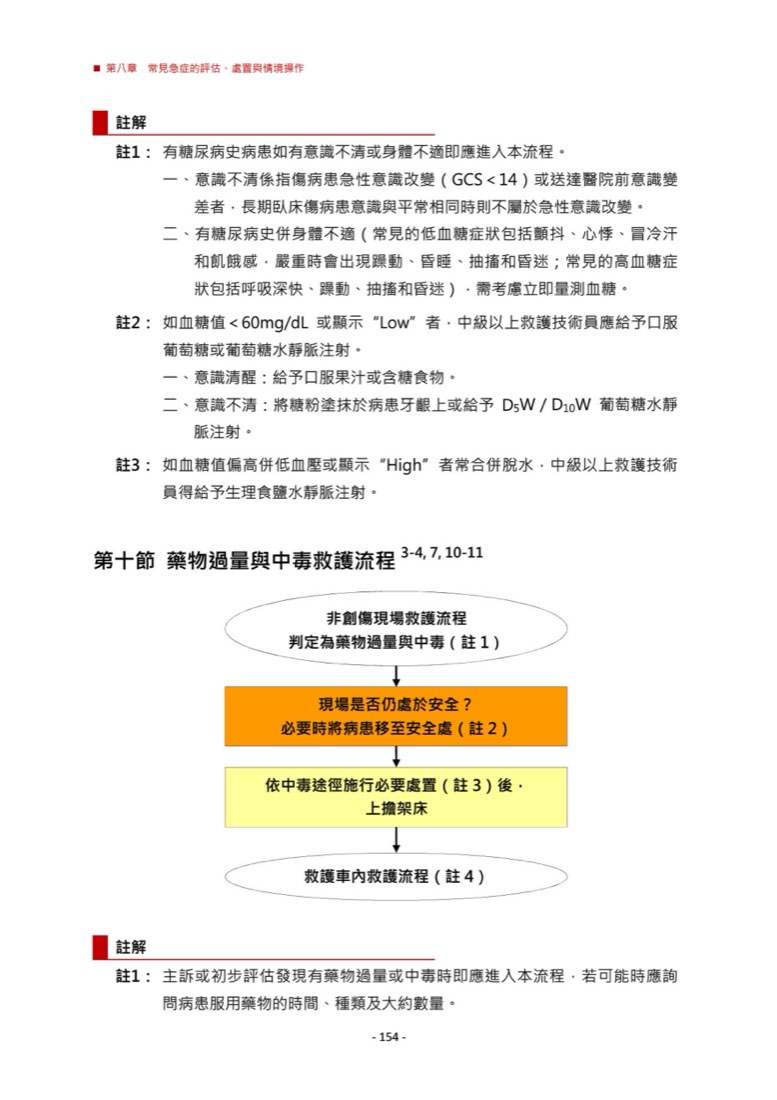 ■ 第八章 常見急症的評估、處置與情境操作
註解
註1： 有糖尿病史病患如有意識不清或身體不適即應進入本流程。
一、意識不清係指傷病患急性意識改變（GCS＜14）或送達醫院前意識變
差者，長期臥床傷病患意識與平常相同時則不屬於急性意識改變。
二、有糖尿病史併身體不適（常見的低血糖症狀包括顫抖、心悸、冒冷汗
和飢餓感，嚴重時會出現躁動、昏睡、抽搐和昏迷；常見的高血糖症
狀包括呼吸深快、躁動、抽搐和昏迷），需考慮立即量測血糖。
註2： 如血糖值＜60mg/dL 或顯示“Low”者，中級以上救護技術員應給予口服
葡萄糖或葡萄糖水靜脈注射。
一、意識清醒：給予口服果汁或含糖食物。
二、意識不清：將糖粉塗抹於病患牙齦上或給予 D5W / D10W 葡萄糖水靜
脈注射。
註3： 如血糖值偏高併低血壓或顯示“High”者常合併脫水，中級以上救護技術
員得給予生理食鹽水靜脈注射。
第十節 藥物過量與中毒救護流程 3-4, 7, 10-11
非創傷現場救護流程
判定為藥物過量與中毒（註1）
現場是否仍處於安全？
必要時將病患移至安全處（註2）
依中毒途徑施行必要處置（註3）後，
上擔架床
救護車內救護流程（註4）
註解
註1： 主訴或初步評估發現有藥物過量或中毒時即應進入本流程，若可能時應詢
問病患服用藥物的時間、種類及大約數量。
- 154 -